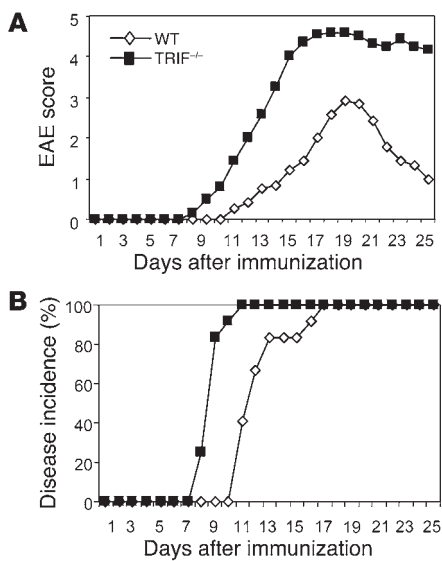 A
WT
TRIF⁻/⁻
EAE score
5
4
3
2
1
0
1 3 5 7 9 11 13 15 17 19 21 23 25
Days after immunization
B
Disease incidence (%)
100
80
60
40
20
0
1 3 5 7 9 11 13 15 17 19 21 23 25
Days after immunization